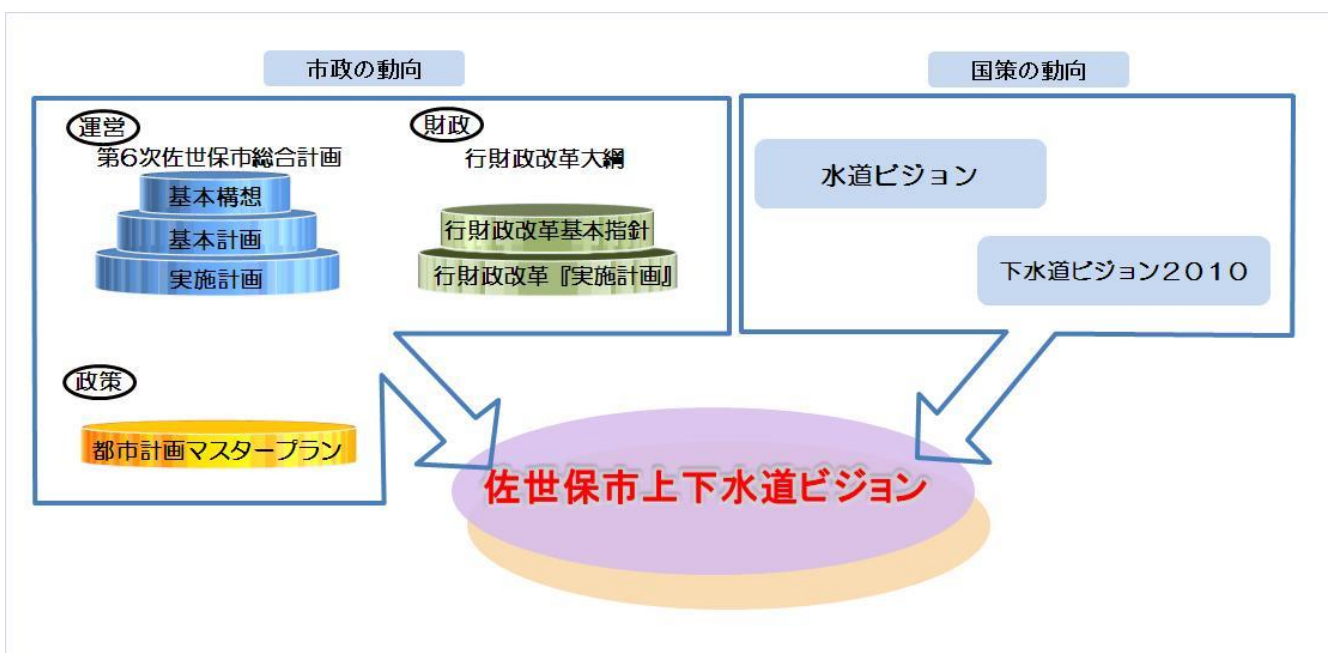 市政の動向
運営
第6次佐世保市総合計画
基本構想
基本計画
実施計画
財政
行財政改革大綱
行財政改革基本指針
行財政改革『実施計画』
政策
都市計画マスタープラン
国策の動向
水道ビジョン
下水道ビジョン2010
佐世保市上下水道ビジョン